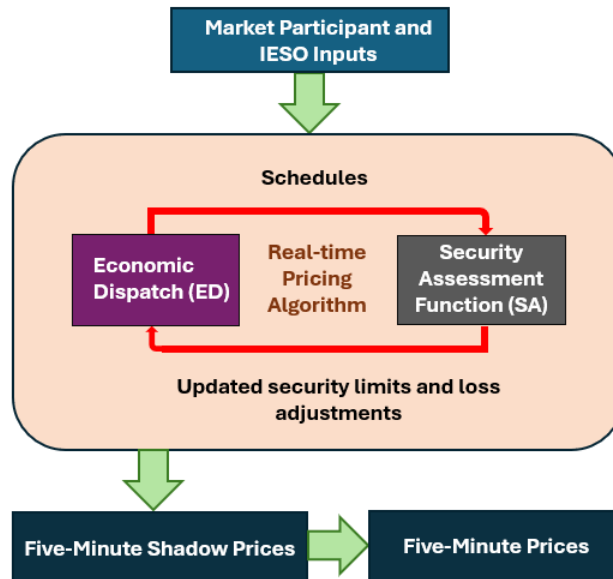 Market Participant and
IESO Inputs
Schedules
Economic
Dispatch (ED)
Real-time
Pricing
Algorithm
Security
Assessment
Function (SA)
Updated security limits and loss
adjustments
Five-Minute Shadow Prices
Five-Minute Prices